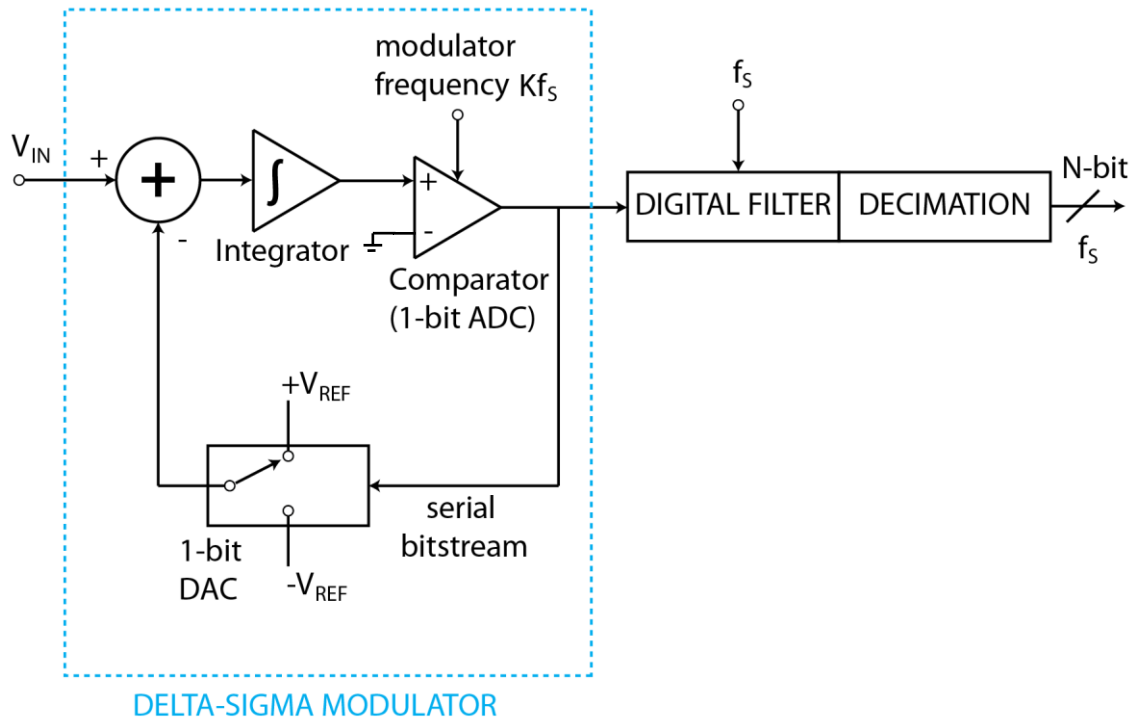 modulator
frequency KfS
fS
VIN
+
+
-
∫
+
-
Integrator
Comparator
(1-bit ADC)
DIGITAL FILTER
DECIMATION
N-bit
fS
+VREF
serial
bitstream
1-bit
DAC
-VREF
DELTA-SIGMA MODULATOR